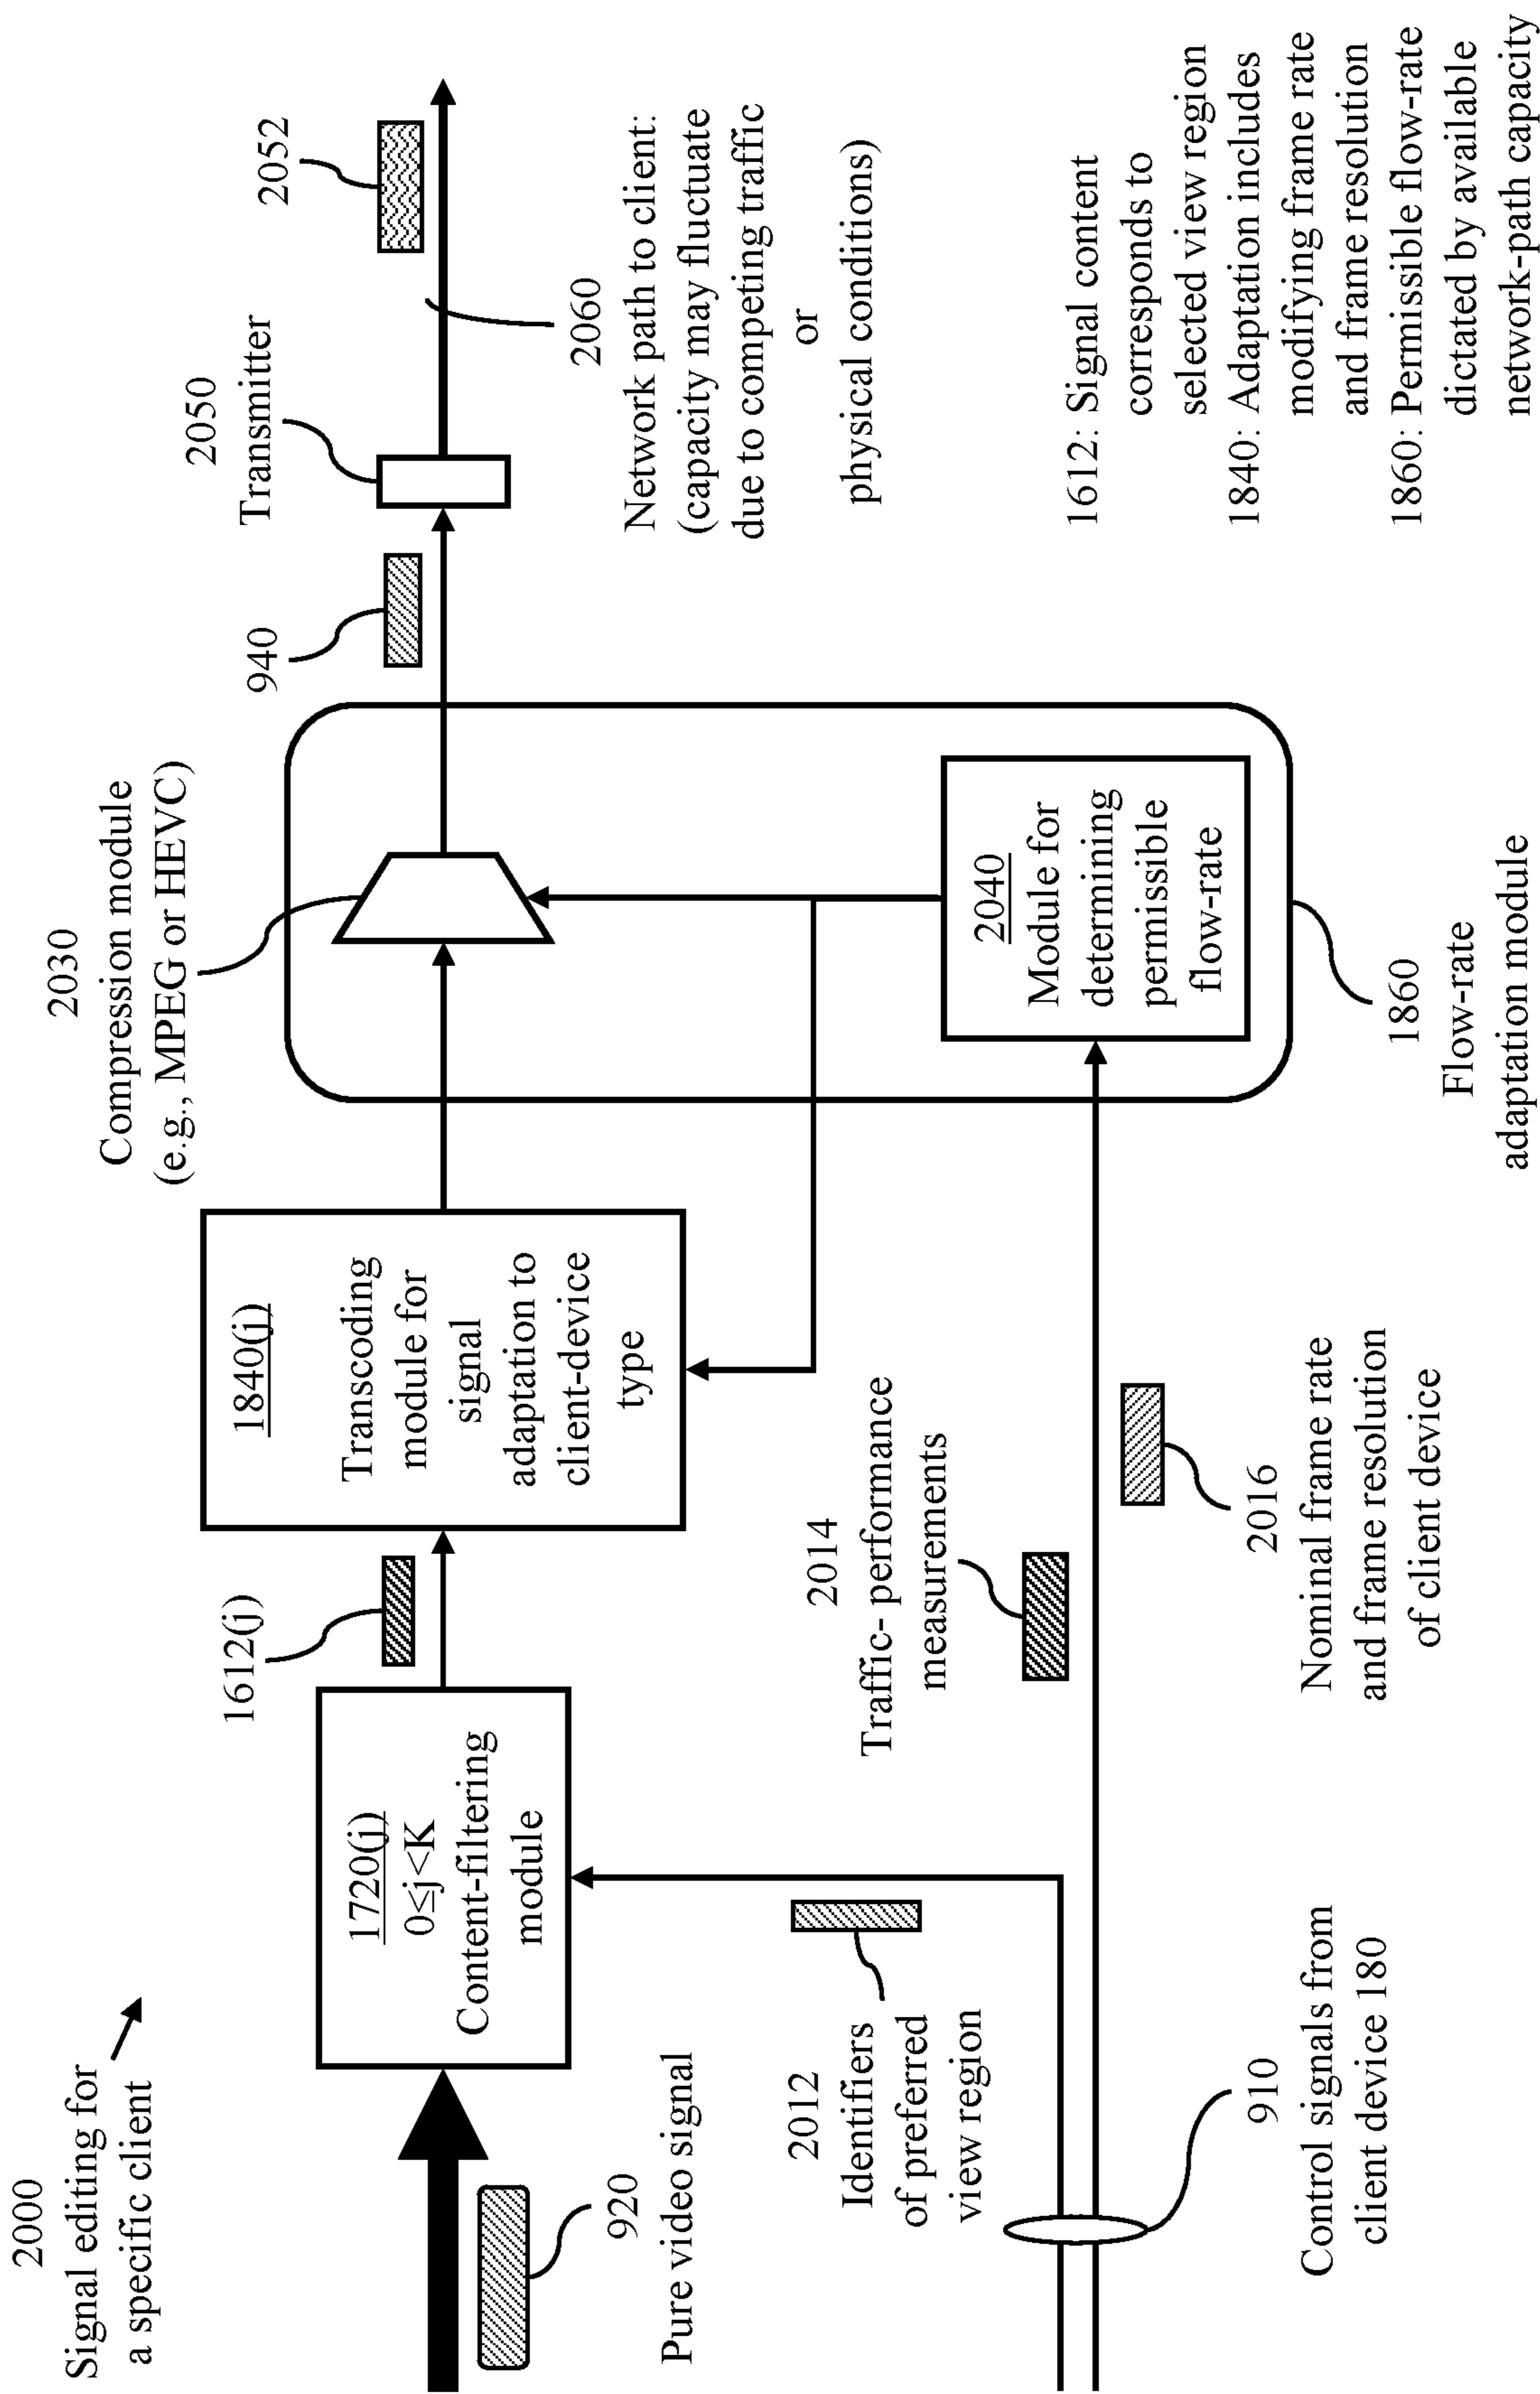 2000
Signal editing for
a specific client
920
Pure video signal
1720(j)
0≤j<K
Content-filtering
module
1612(j)
1840(j)
Transcoding
module for
signal
adaptation to
client-device
type
2030
Compression module
(e.g., MPEG or HEVC)
940
2050
Transmitter
2052
2060
Network path to client:
(capacity may fluctuate
due to competing traffic
or
physical conditions)
2012
Identifiers
of preferred
view region
910
Control signals from
client device 180
2014
Traffic- performance
measurements
2016
Nominal frame rate
and frame resolution
of client device
2040
Module for
determining
permissible
flow-rate
1860
Flow-rate
adaptation module
1612: Signal content
corresponds to
selected view region
1840: Adaptation includes
modifying frame rate
and frame resolution
1860: Permissible flow-rate
dictated by available
network-path capacity